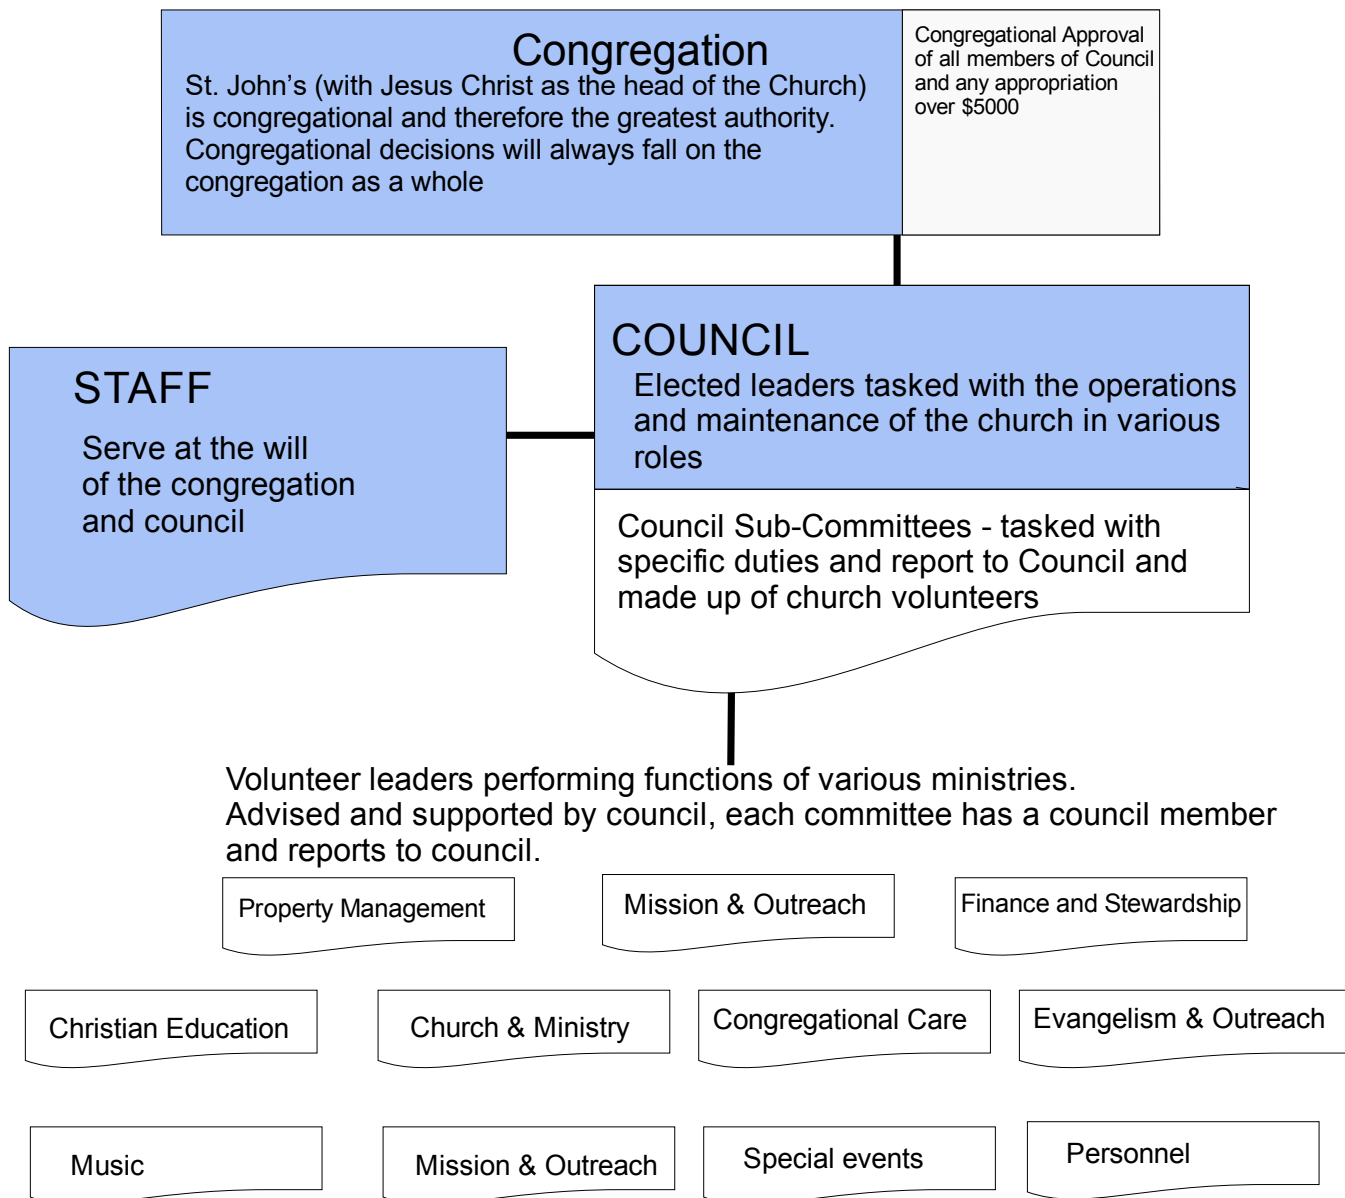 Congregation
St. John’s (with Jesus Christ as the head of the Church)
is congregational and therefore the greatest authority.
Congregational decisions will always fall on the
congregation as a whole
Congregational Approval
of all members of Council
and any appropriation
over $5000
COUNCIL
Elected leaders tasked with the operations
and maintenance of the church in various
roles
STAFF
Serve at the will
of the congregation
and council
Council Sub-Committees - tasked with
specific duties and report to Council and
made up of church volunteers
Volunteer leaders performing functions of various ministries.
Advised and supported by council, each committee has a council member
and reports to council.
Property Management
Mission & Outreach
Finance and Stewardship
Christian Education
Church & Ministry
Congregational Care
Evangelism & Outreach
Music
Mission & Outreach
Special events
Personnel